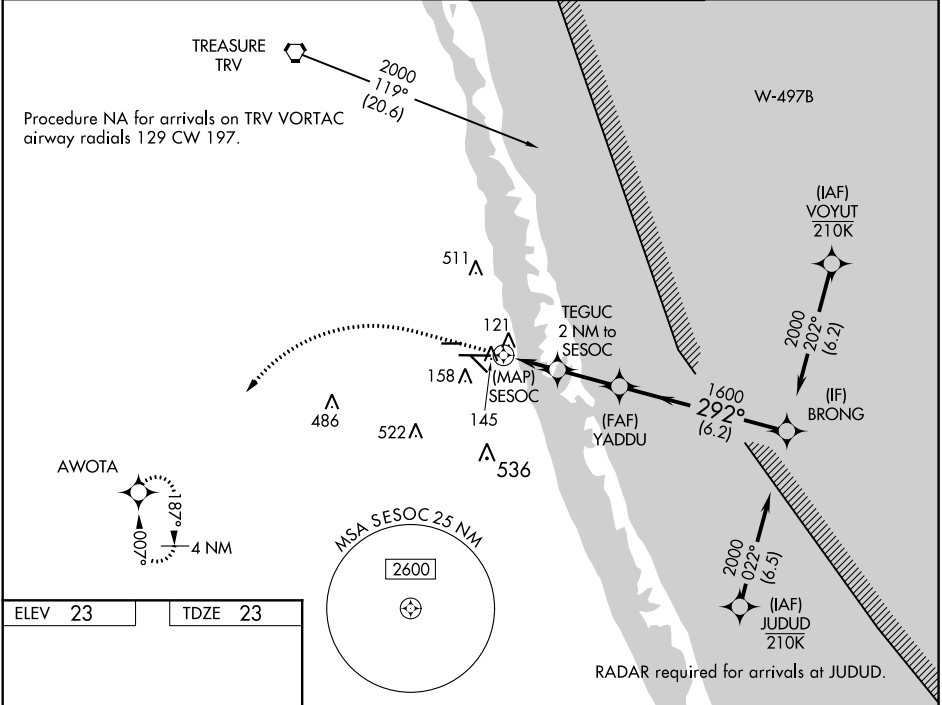 TREASURE
TRV
2000
119°
(20.6)
W-497B
Procedure NA for arrivals on TRV VORTAC
airway radials 129 CW 197.
(IAF)
VOYUT
210K
2000
202°
(6.2)
511
TEGUC
2 NM to
SESOC
121
158
(MAP)
SESOC
145
1600
292°
(6.2)
(IF)
BRONG
(FAF)
YADDU
486
522
536
AWOTA
187°
007°
4 NM
MSA SESOC 25 NM
2600
2000
022°
(6.5)
(IAF)
JUDUD
210K
RADAR required for arrivals at JUDUD.
ELEV 23
TDZE 23